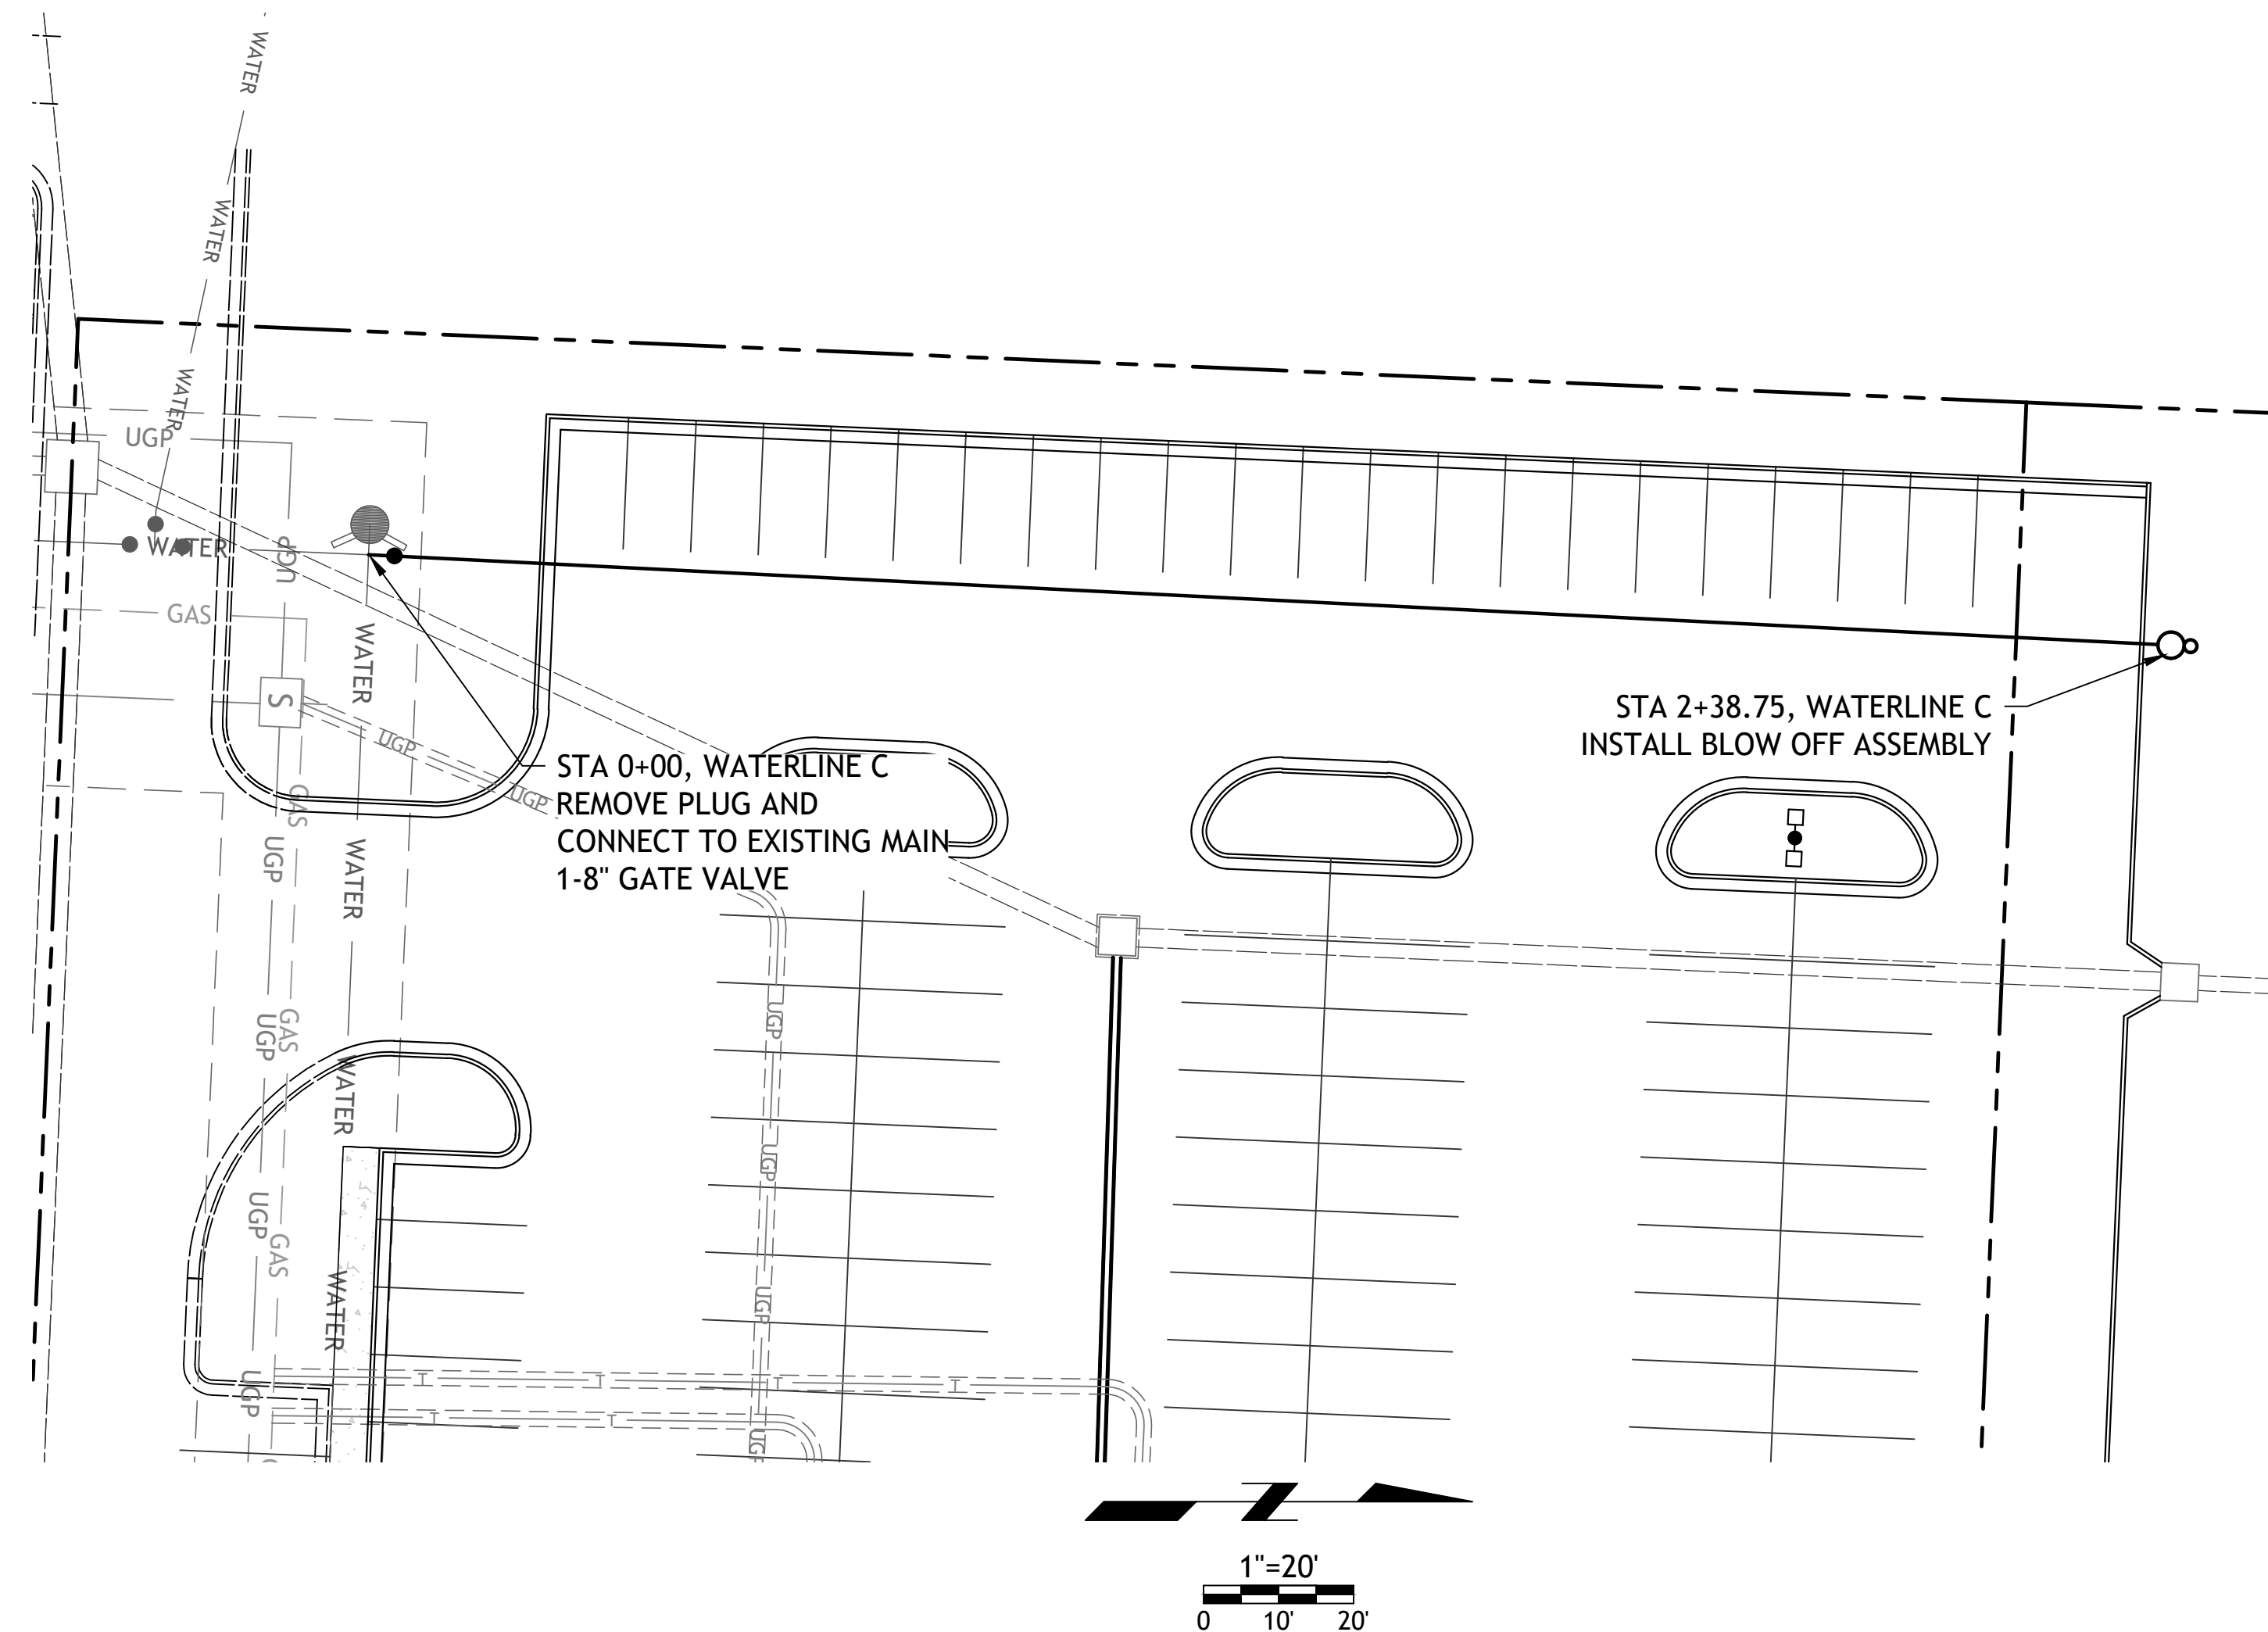 WATER
WATER
WATER
UGP
WATER
UGP
GAS
WATER
S
UGP
UGP
GAS
STA 0+00, WATERLINE C
REMOVE PLUG AND
CONNECT TO EXISTING MAIN
1-8" GATE VALVE
STA 2+38.75, WATERLINE C
INSTALL BLOW OFF ASSEMBLY
UGP
WATER
UGP
GAS
UGP
WATER
UGP
UGP
GAS
WATER
UGP
UGP
T
T
T
T
T
T
UGP
N
1"=20'
0 10' 20'